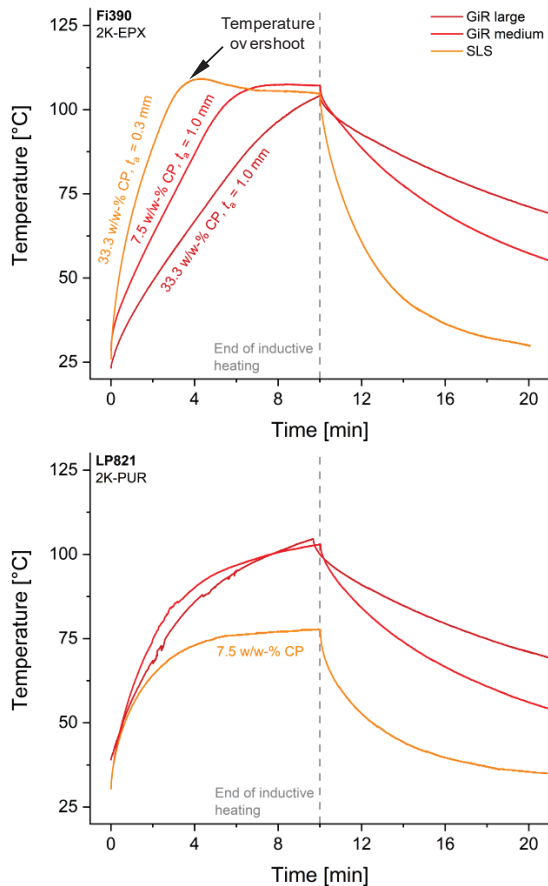 Fi390
2K-EPX
Temperature
overshoot
GiR large
GiR medium
SLS
125
100
75
50
25
Temperature [°C]
33.3 w/w-% CP, tₐ = 0.3 mm
7.5 w/w-% CP, tₐ = 1.0 mm
33.3 w/w-% CP, tₐ = 1.0 mm
End of inductive
heating
0 4 8 12 16 20
Time [min]
LP821
2K-PUR
125
100
75
50
25
Temperature [°C]
7.5 w/w-% CP
End of inductive
heating
0 4 8 12 16 20
Time [min]